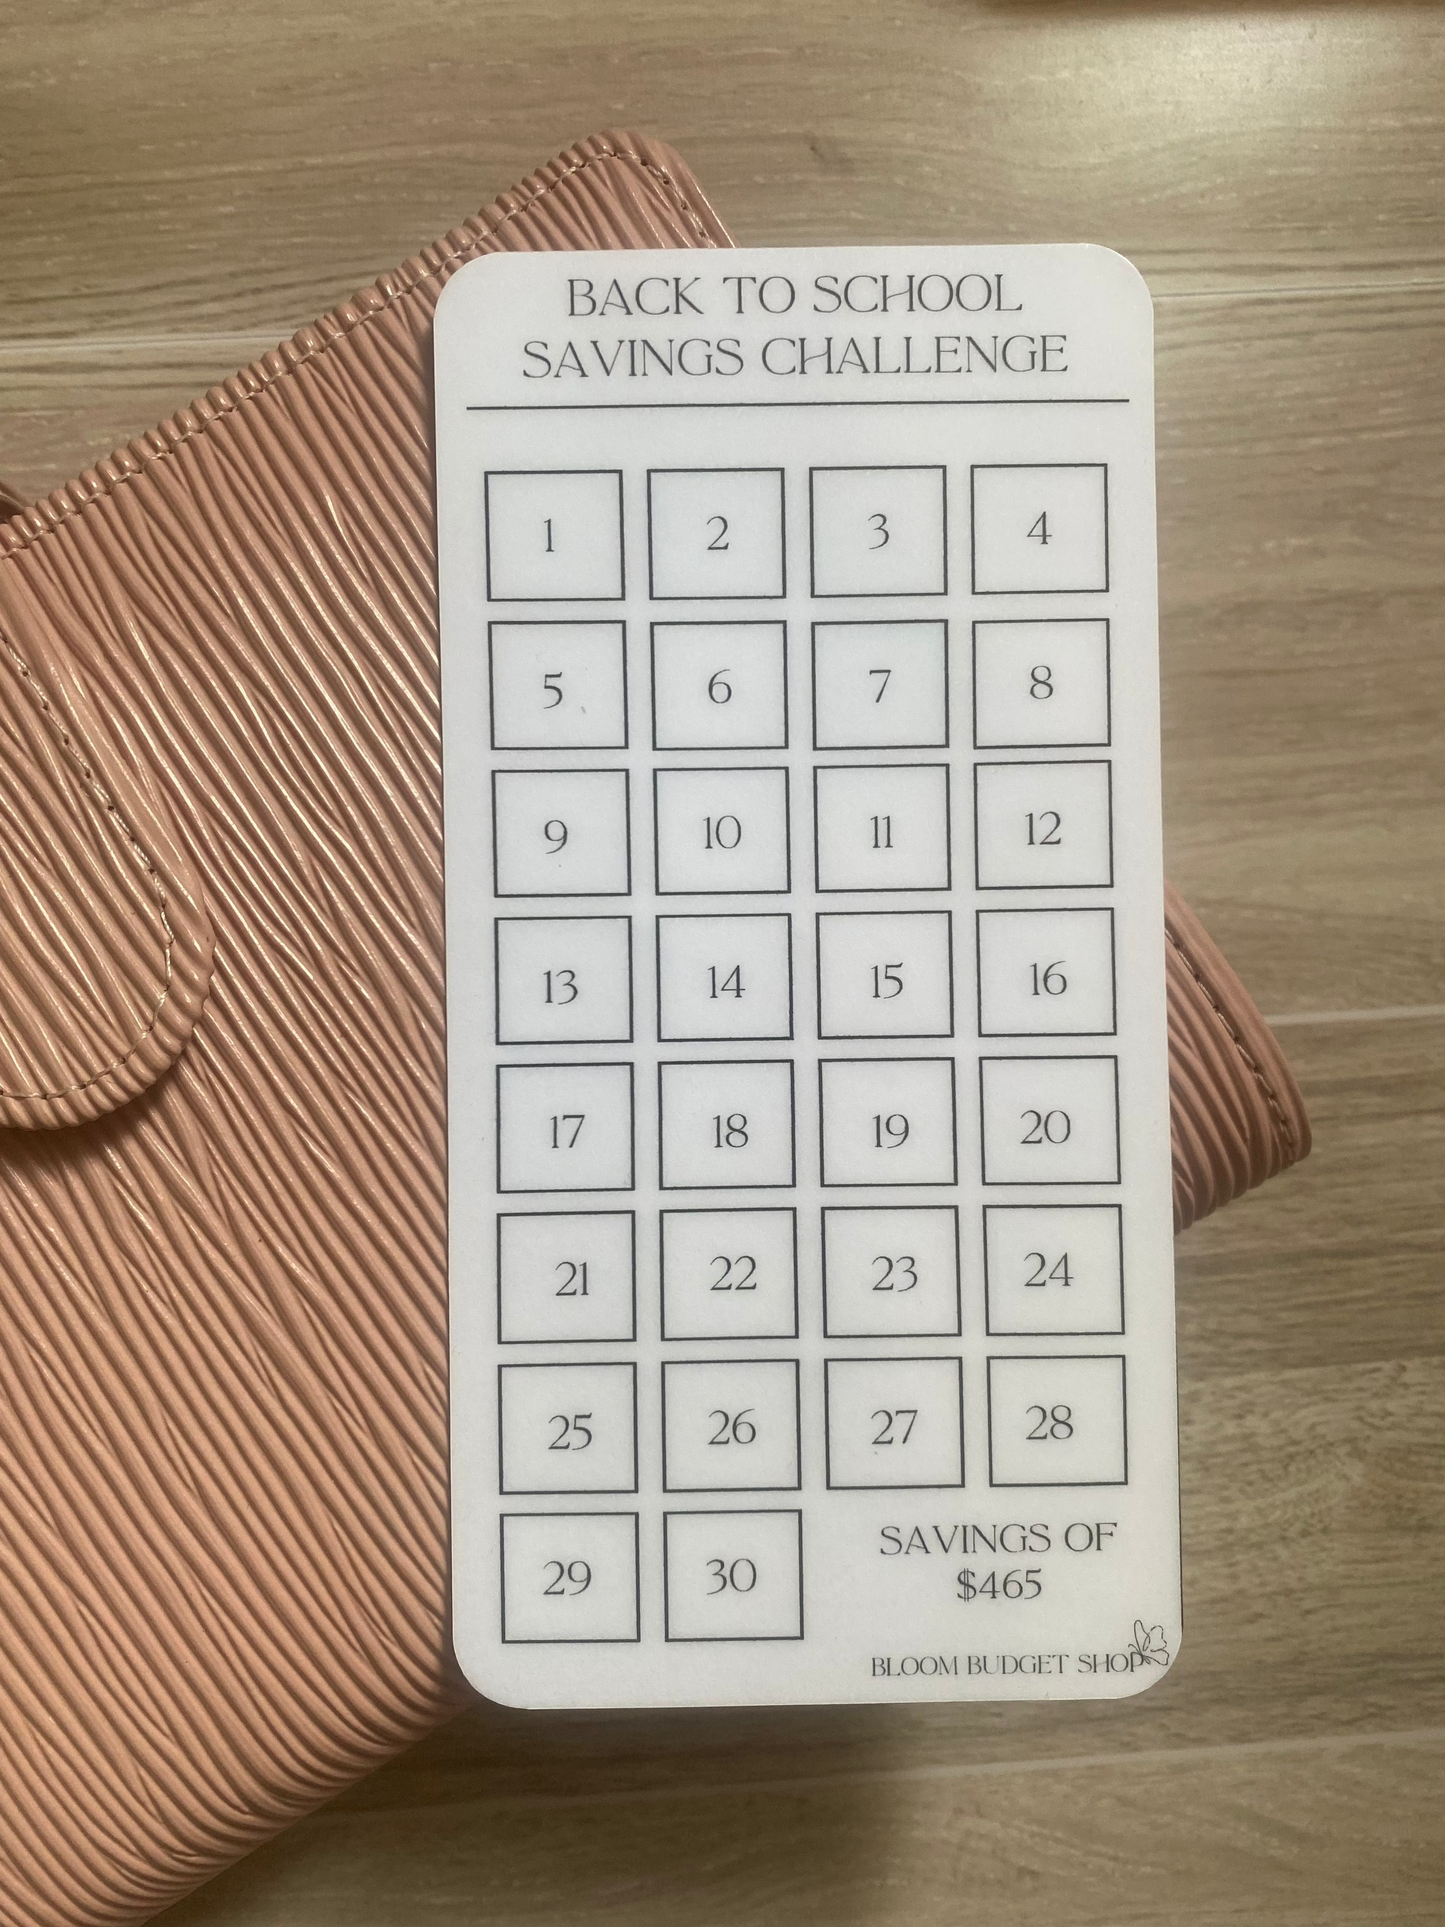 BACK TO SCHOOL
SAVINGS CHALLENGE
1 2 3 4
5 6 7 8
9 10 11 12
13 14 15 16
17 18 19 20
21 22 23 24
25 26 27 28
29 30
SAVINGS OF
$465
BLOOM BUDGET SHOP